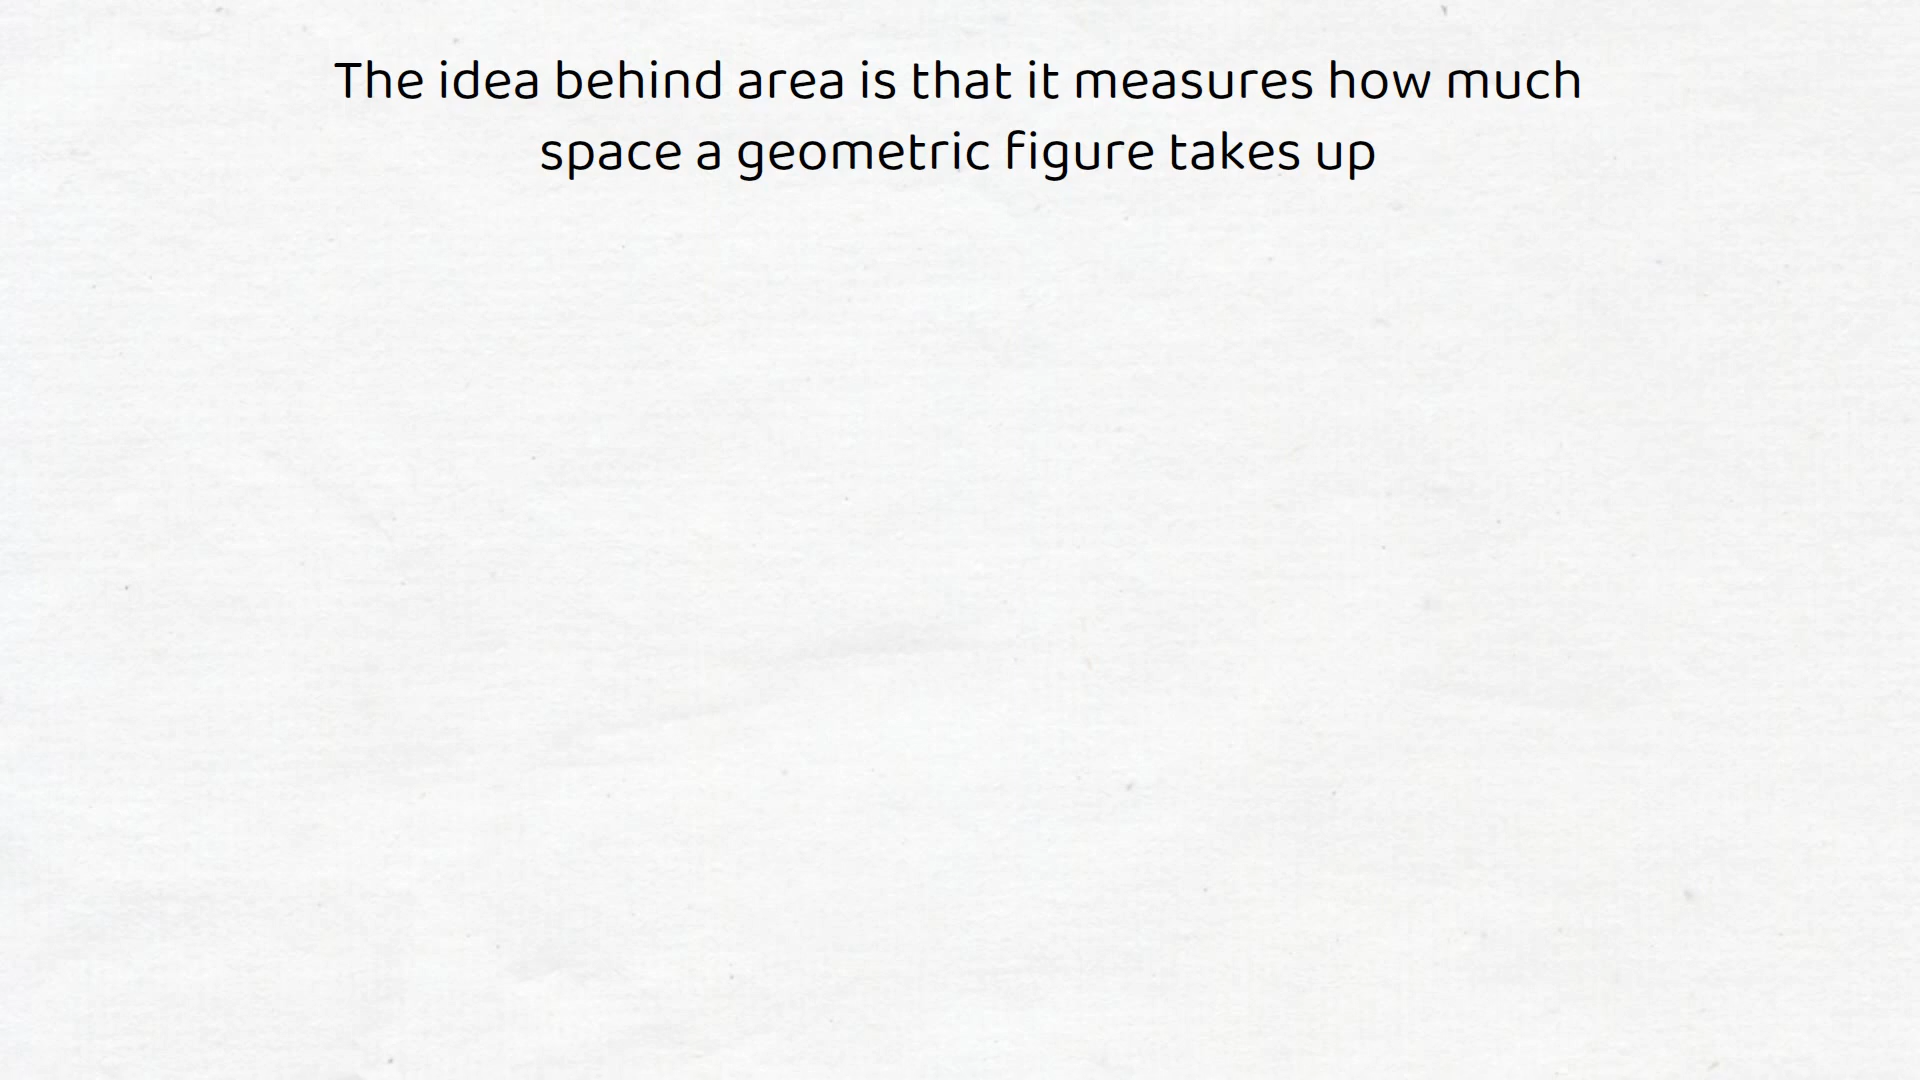 The idea behind area is that it measures how much
space a geometric figure takes up